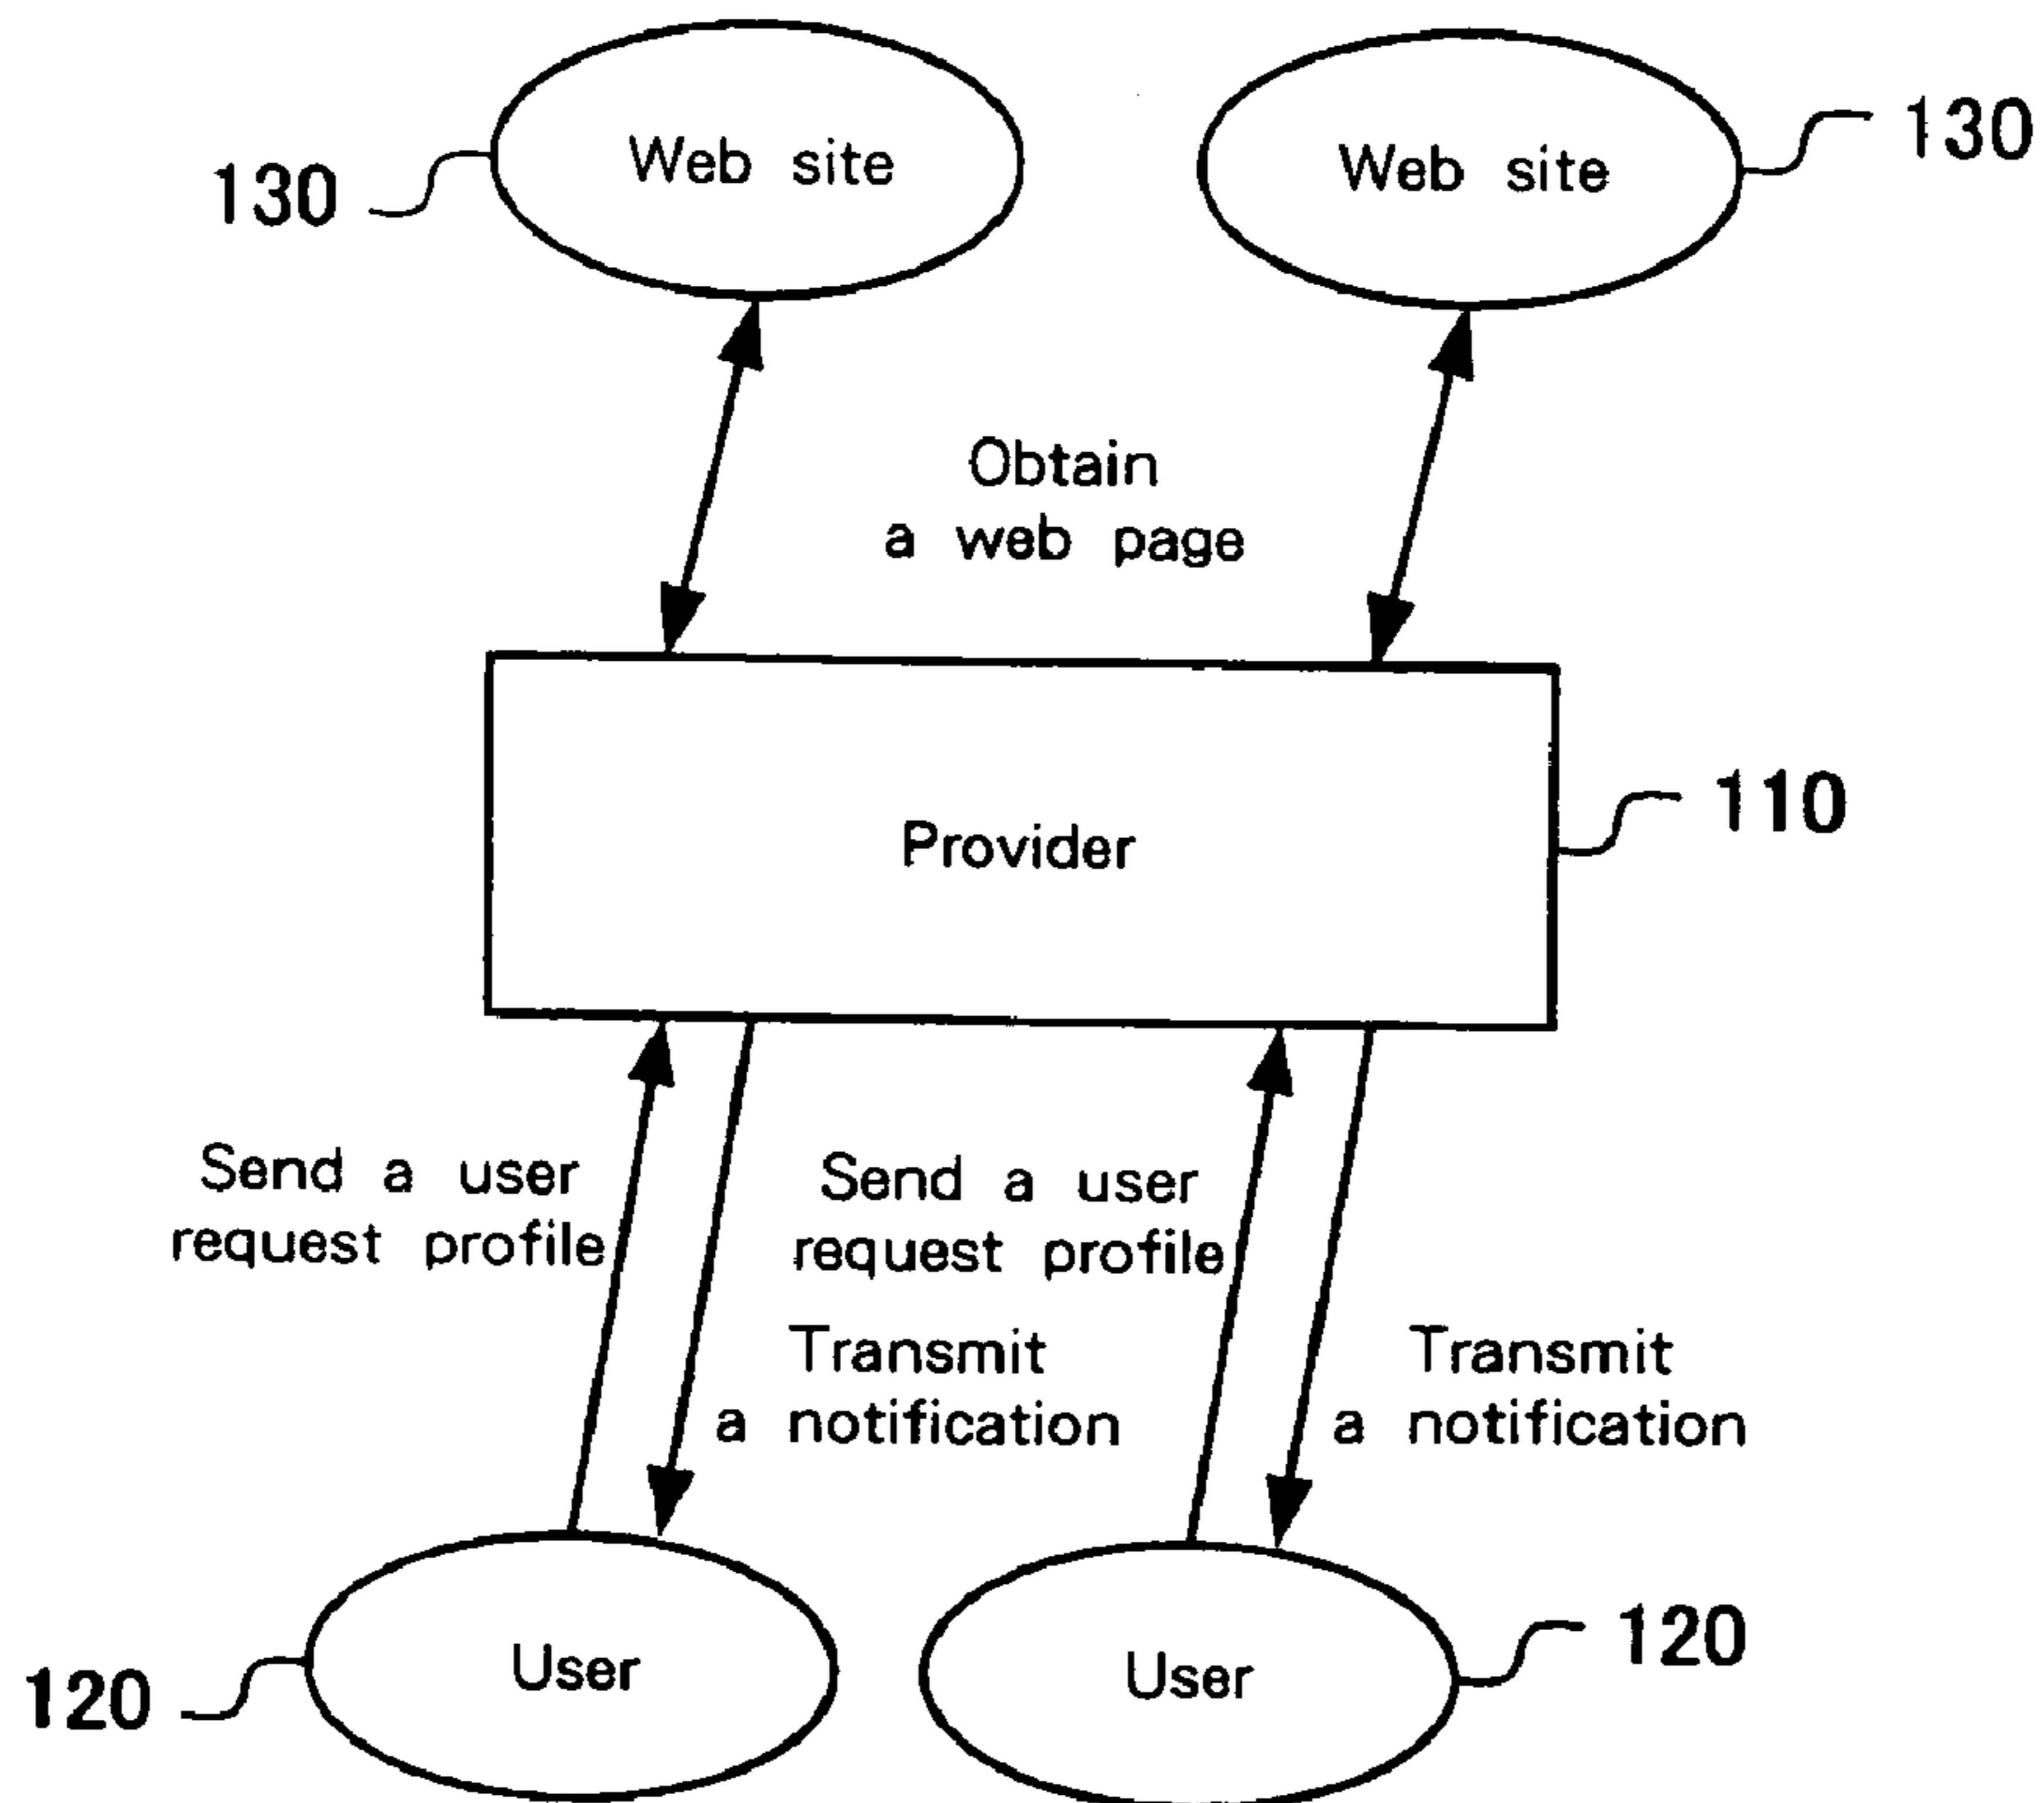 Web site
130
Web site
130
Obtain
a web page
Provider
110
Send a user
request profile
Send a user
request profile
Transmit
a notification
Transmit
a notification
User
120
User
120